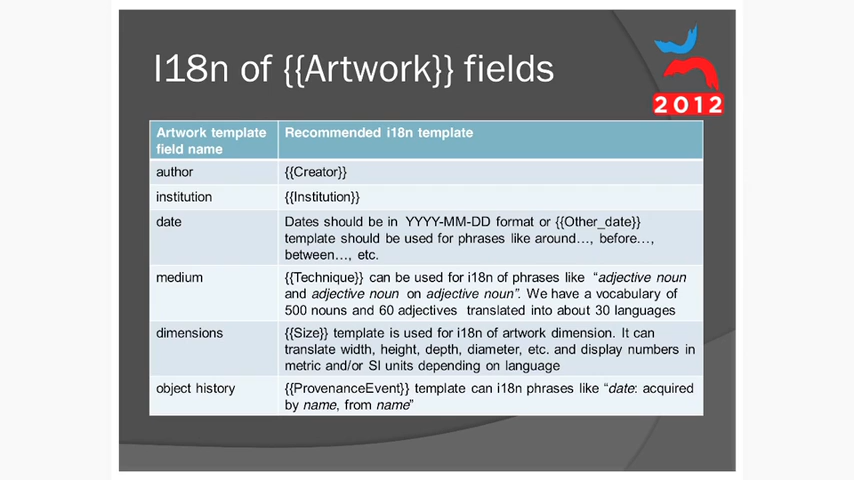 I18n of {{Artwork}} fields
2012
Artwork template
field name
Recommended i18n template
author
{{Creator}}
institution
{{Institution}}
date
Dates should be in YYYY-MM-DD format or {{Other_date}}
template should be used for phrases like around…, before…,
between…, etc.
medium
{{Technique}} can be used for i18n of phrases like “adjective noun
and adjective noun on adjective noun”. We have a vocabulary of
500 nouns and 60 adjectives translated into about 30 languages
dimensions
{{Size}} template is used for i18n of artwork dimension. It can
translate width, height, depth, diameter, etc. and display numbers in
metric and/or SI units depending on language
object history
{{ProvenanceEvent}} template can i18n phrases like “date: acquired
by name, from name”